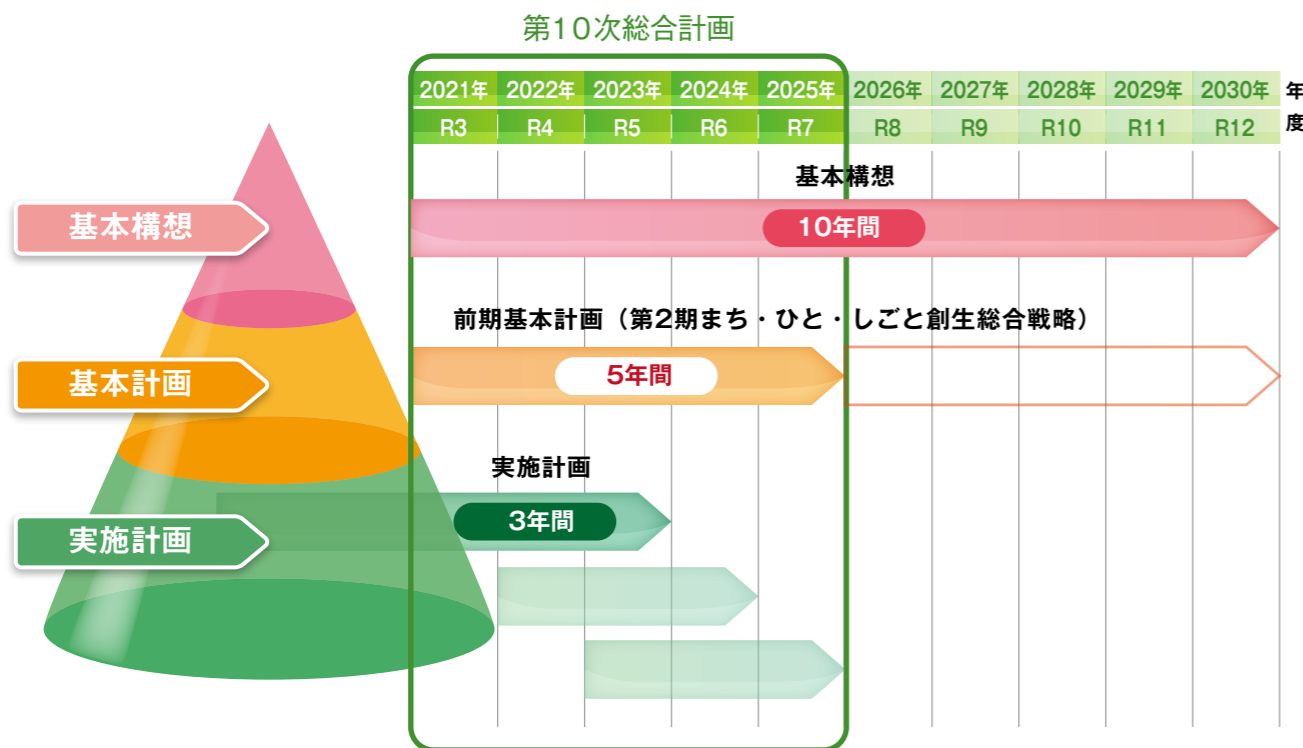 第10次総合計画
2021年 2022年 2023年 2024年 2025年 2026年 2027年 2028年 2029年 2030年 年度
R3 R4 R5 R6 R7 R8 R9 R10 R11 R12
基本構想
基本構想
10年間
前期基本計画（第2期まち・ひと・しごと創生総合戦略）
基本計画
5年間
実施計画
3年間
実施計画